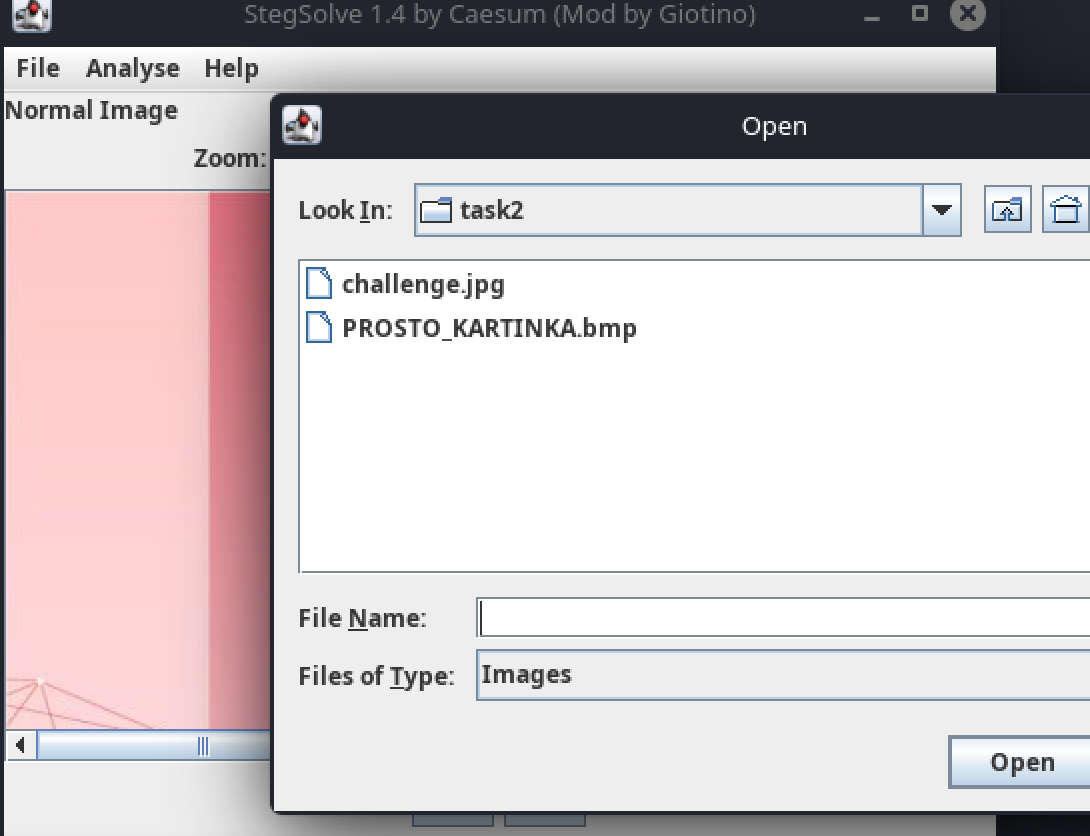 StegSolve 1.4 by Caesum (Mod by Giotino)
File Analyse Help
Normal Image
Zoom:
Open
Look In: task2
challenge.jpg
PROSTO_KARTINKA.bmp
File Name:
Files of Type: Images
Open